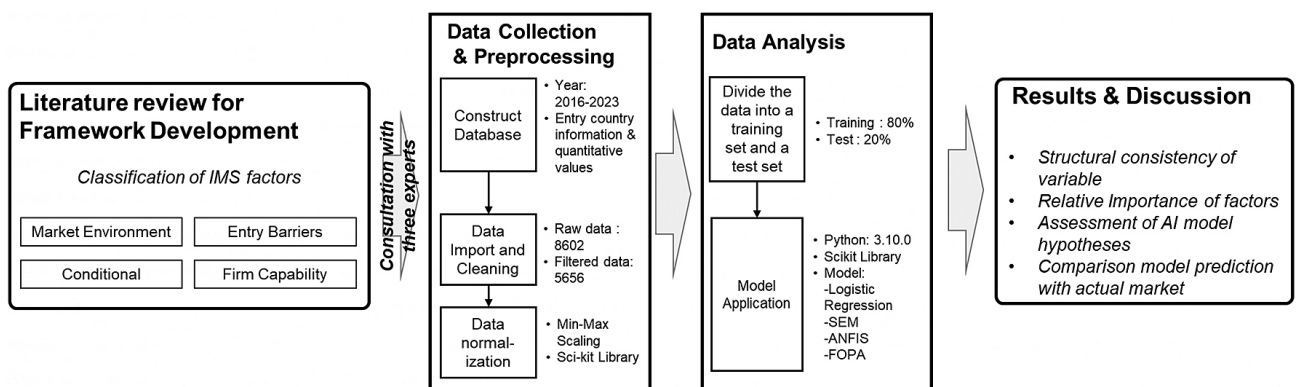 Literature review for
Framework Development
Classification of IMS factors
Market Environment
Entry Barriers
Conditional
Firm Capability
Consultation with
three experts
Data Collection
& Preprocessing
Construct
Database
• Year:
2016-2023
• Entry country
information &
quantitative
values
Data
Import and
Cleaning
• Raw data :
8602
• Filtered data:
5656
Data
normal-
ization
• Min-Max
Scaling
• Sci-kit Library
Data Analysis
Divide the
data into a
training
set and a
test set
• Training : 80%
• Test : 20%
Model
Application
• Python: 3.10.0
• Scikit Library
• Model:
-Logistic
Regression
-SEM
-ANFIS
-FOPA
Results & Discussion
• Structural consistency of
variable
• Relative Importance of factors
• Assessment of AI model
hypotheses
• Comparison model prediction
with actual market